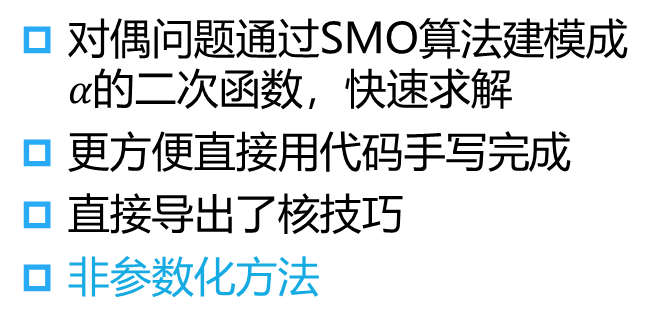 对偶问题通过SMO算法建模成
α的二次函数，快速求解
更方便直接用代码手写完成
直接导出了核技巧
非参数化方法